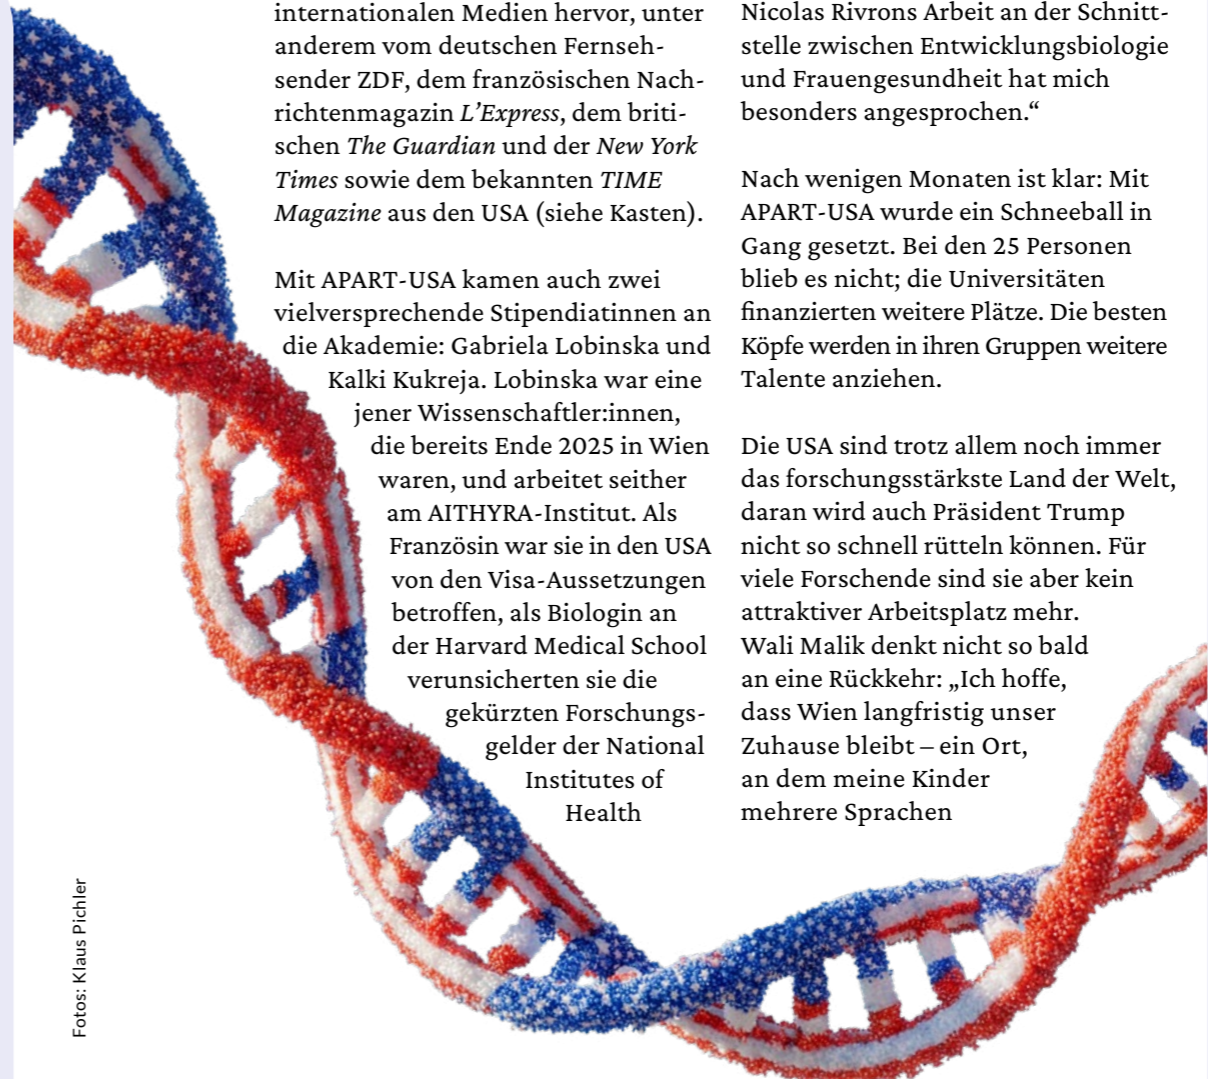 internationalen Medien hervor, unter
anderem vom deutschen Fernseh-
sender ZDF, dem französischen Nach-
richtenmagazin L’Express, dem briti-
schen The Guardian und der New York
Times sowie dem bekannten TIME
Magazine aus den USA (siehe Kasten).
Mit APART-USA kamen auch zwei
vielversprechende Stipendiatinnen an
die Akademie: Gabriela Lobinska und
Kalki Kukreja. Lobinska war eine
jener Wissenschaftler:innen,
die bereits Ende 2025 in Wien
waren, und arbeitet seither
am AITHYRA-Institut. Als
Französin war sie in den USA
von den Visa-Aussetzungen
betroffen, als Biologin an
der Harvard Medical School
verunsicherten sie die
gekürzten Forschungs-
gelder der National
Institutes of
Health
Nicolas Rivrons Arbeit an der Schnitt-
stelle zwischen Entwicklungsbiologie
und Frauengesundheit hat mich
besonders angesprochen.“
Nach wenigen Monaten ist klar: Mit
APART-USA wurde ein Schneeball in
Gang gesetzt. Bei den 25 Personen
blieb es nicht; die Universitäten
finanzierten weitere Plätze. Die besten
Köpfe werden in ihren Gruppen weitere
Talente anziehen.
Die USA sind trotz allem noch immer
das forschungsstärkste Land der Welt,
daran wird auch Präsident Trump
nicht so schnell rütteln können. Für
viele Forschende sind sie aber kein
attraktiver Arbeitsplatz mehr.
Wali Malik denkt nicht so bald
an eine Rückkehr: „Ich hoffe,
dass Wien langfristig unser
Zuhause bleibt – ein Ort,
an dem meine Kinder
mehrere Sprachen
Fotos: Klaus Pichler